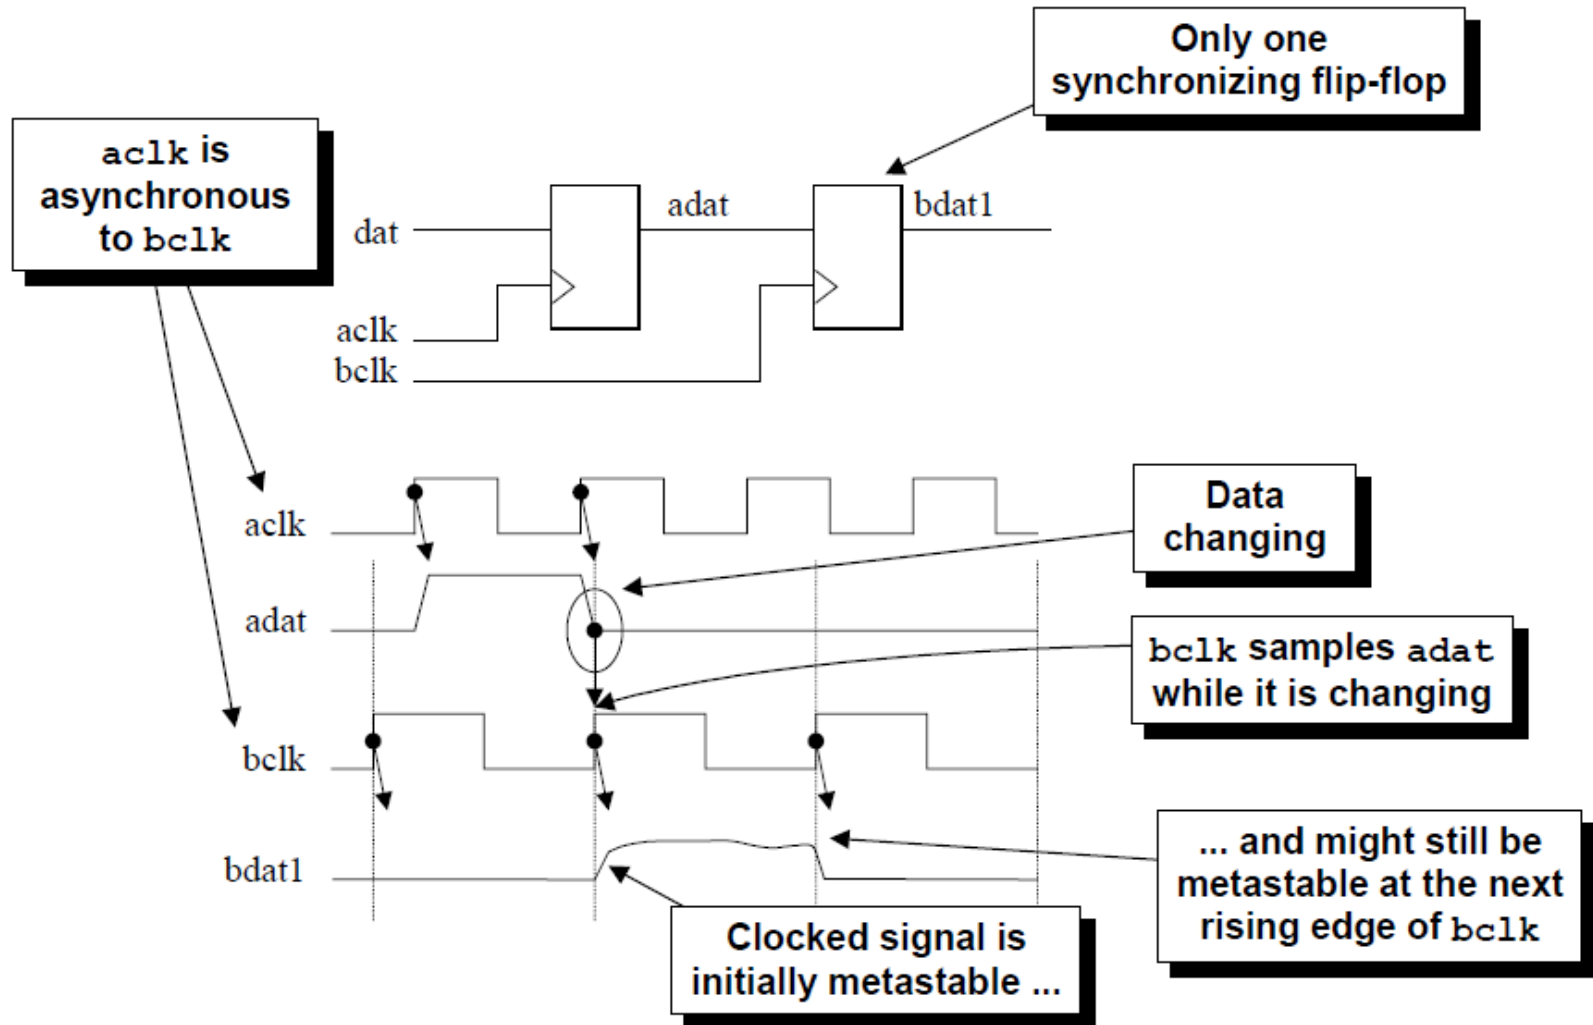 Only one
synchronizing flip-flop
aclk is
asynchronous
to bclk
dat
adat
bdat1
aclk
bclk
aclk
Data
changing
adat
bclk samples adat
while it is changing
bclk
bdat1
... and might still be
metastable at the next
rising edge of bclk
Clocked signal is
initially metastable ...